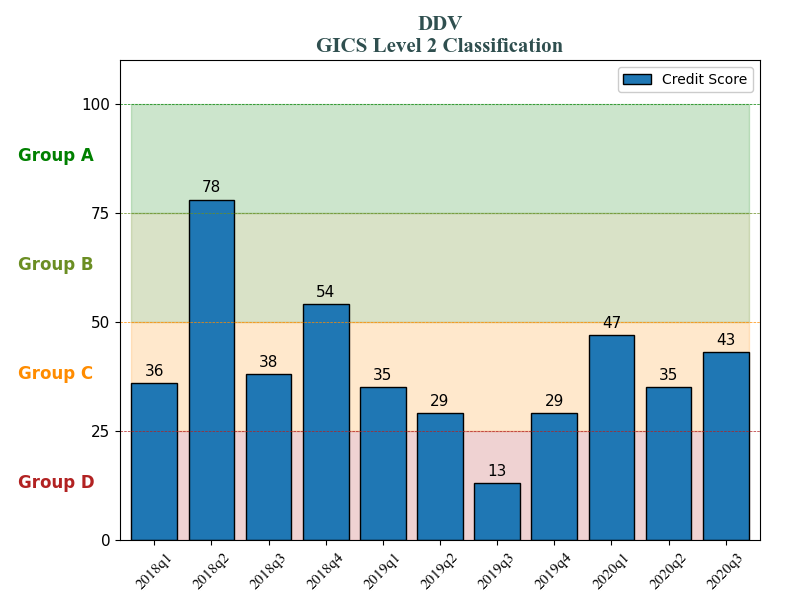 DDV
GICS Level 2 Classification
Credit Score
100
Group A
78
75
Group B
54
50
47
43
38
36
35
35
Group C
29
29
25
13
Group D
0
2018q1
2018q2
2018q3
2018q4
2019q1
2019q2
2019q3
2019q4
2020q1
2020q2
2020q3